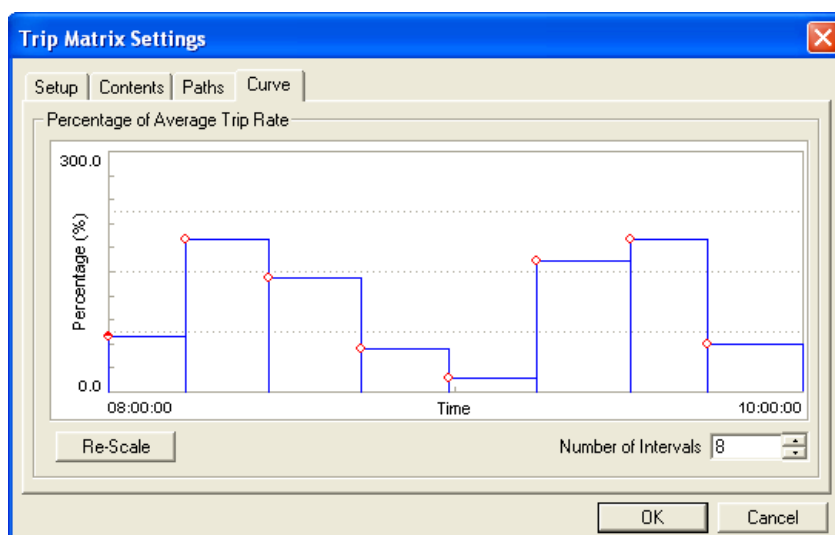 Trip Matrix Settings
Setup Contents Paths Curve
Percentage of Average Trip Rate
300.0
Percentage (%)
0.0
08:00:00 Time 10:00:00
Re-Scale Number of Intervals 8
OK Cancel